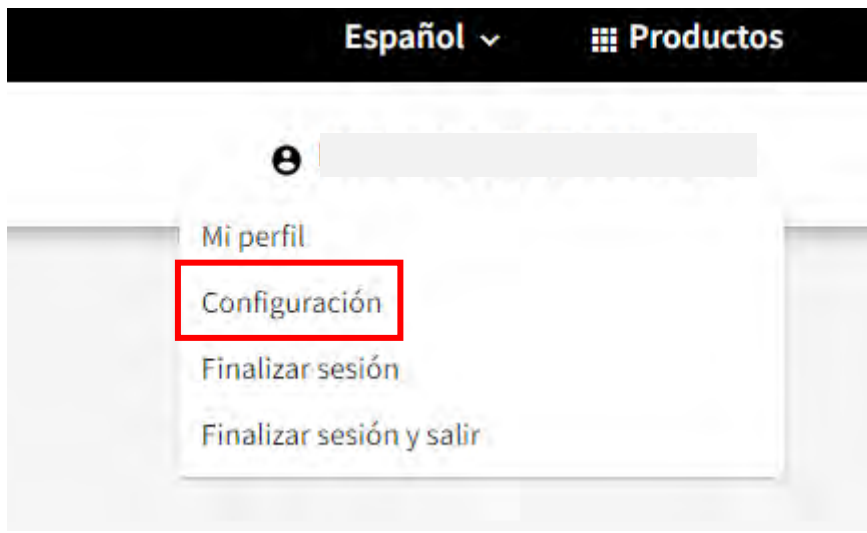 Español Productos
Mi perfil
Configuración
Finalizar sesión
Finalizar sesión y salir